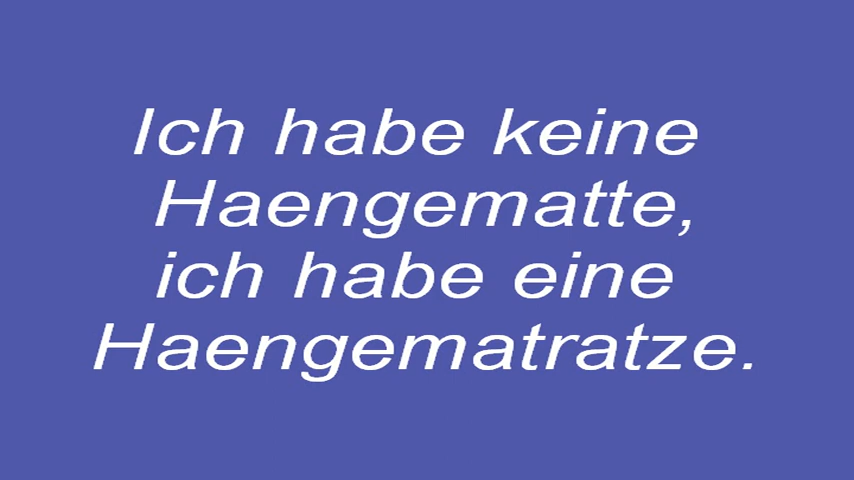 Ich habe keine
Haengematte,
ich habe eine
Haengematratze.